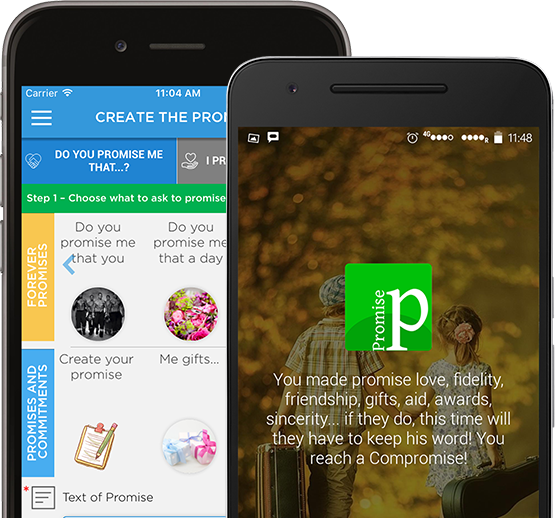 Carrier
11:04 AM
CREATE THE PRO
DO YOU PROMISE ME
THAT...?
I PR
Step 1 – Choose what to ask to promise
FOREVER
PROMISES
Do you
promise me
that you
Do you
promise me
that a day
PROMISES AND
COMMITMENTS
Create your
promise
Me gifts...
* Text of Promise
4G
R
11:48
Promise
p
You made promise love, fidelity,
friendship, gifts, aid, awards,
sincerity... if they do, this time will
they have to keep his word! You
reach a Compromise!